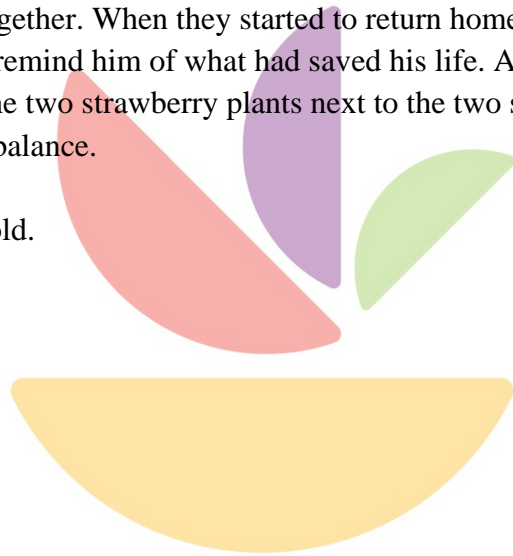 gether. When they started to return home
remind him of what had saved his life. A
ne two strawberry plants next to the two s
balance.
old.